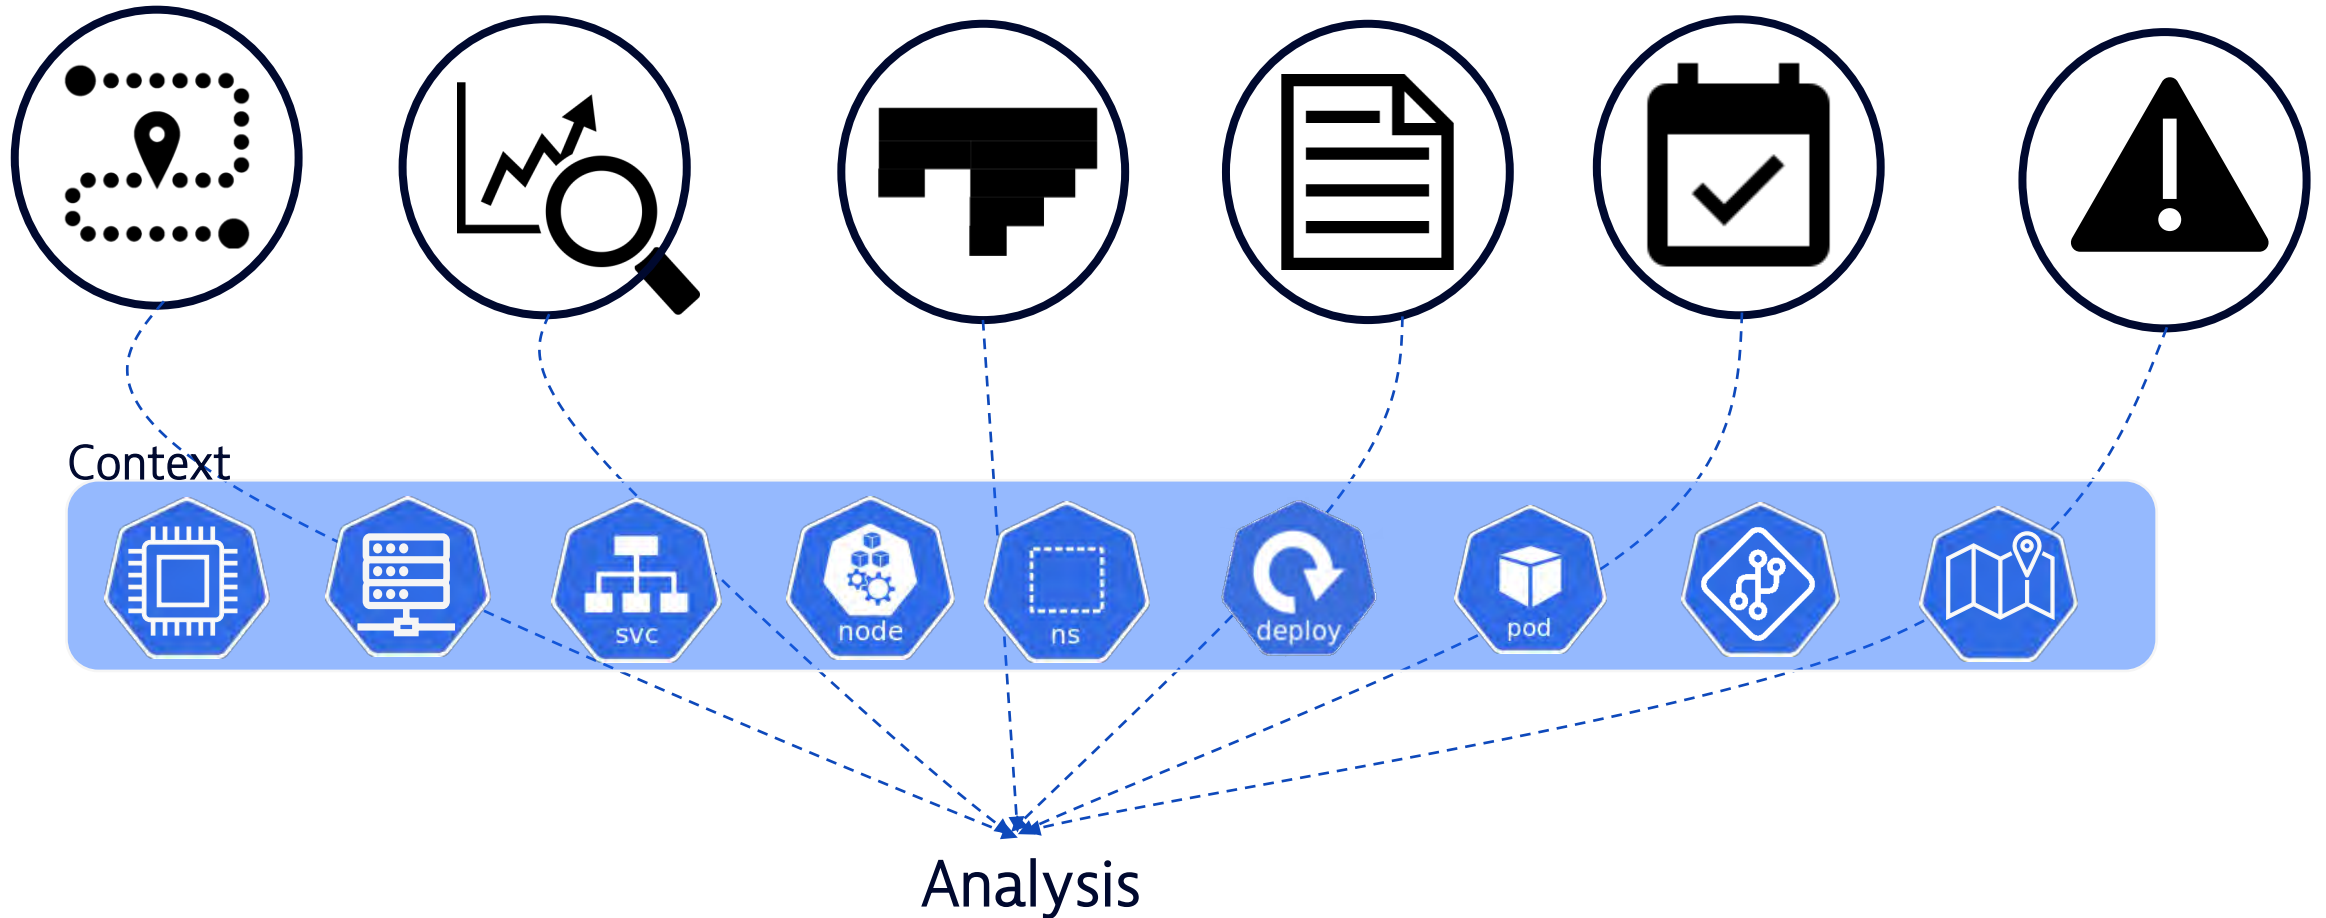 Context
svc
node
ns
deploy
pod
Analysis